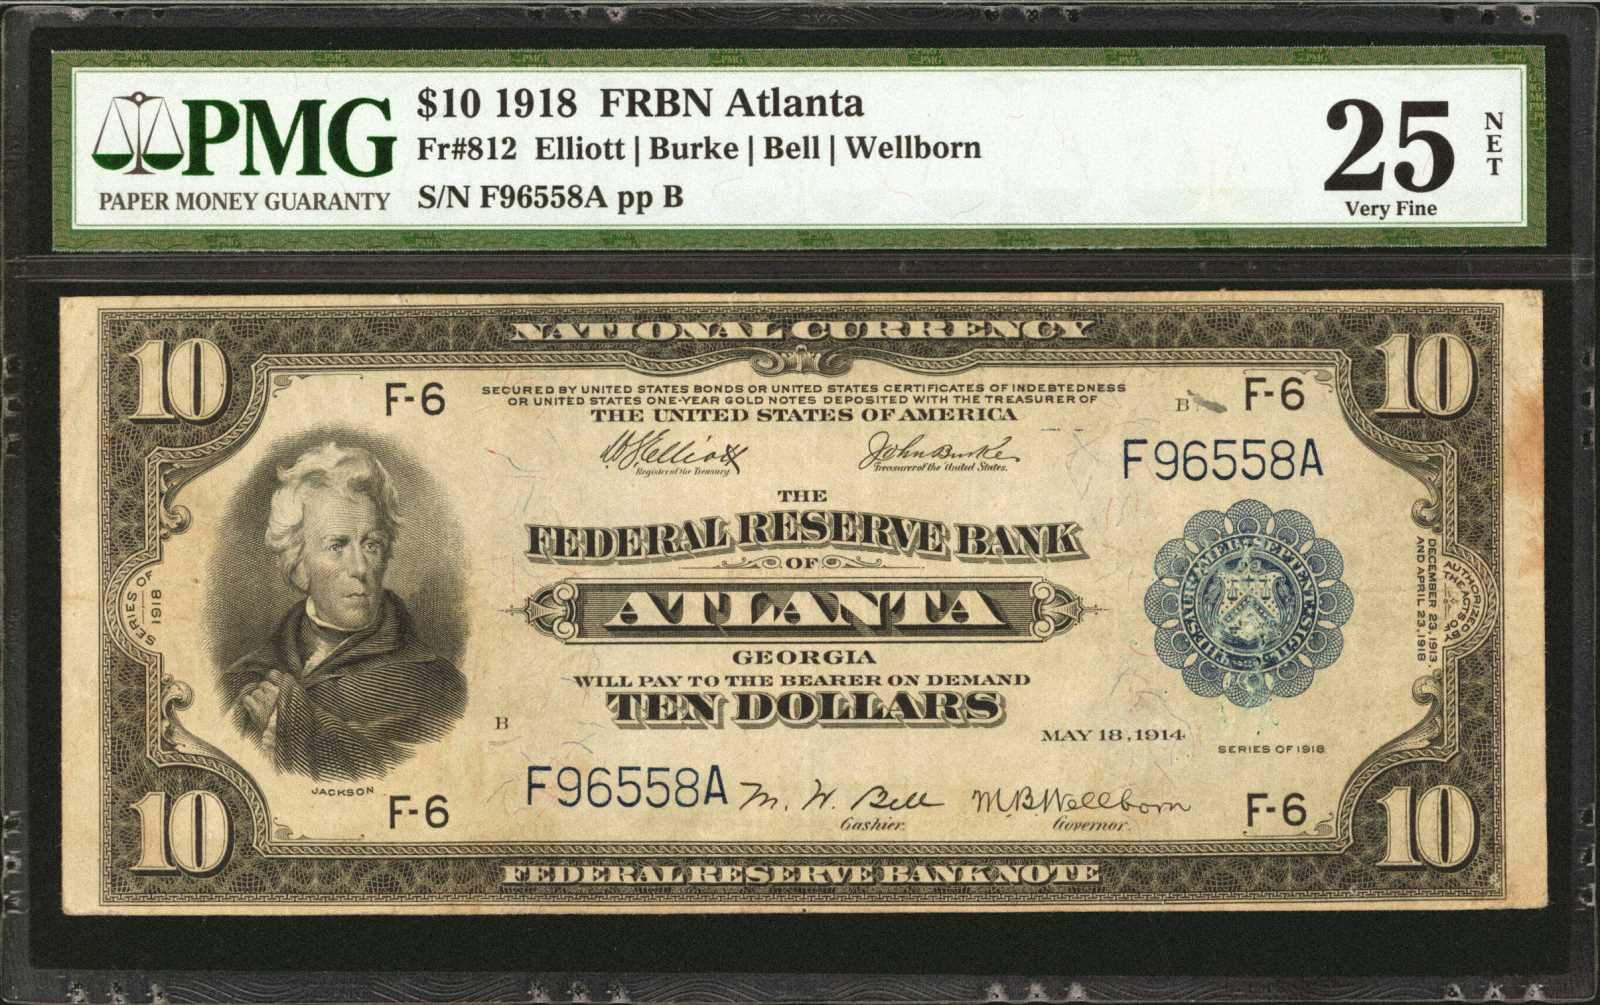 $10 1918 FRBN Atlanta
Fr#812 Elliott | Burke | Bell | Wellborn
S/N F96558A pp B
PMG
PAPER MONEY GUARANTY
25
NET
Very Fine
NATIONAL CURRENCY
10
10
F-6
F-6
SECURED BY UNITED STATES BONDS OR UNITED STATES CERTIFICATES OF INDEBTEDNESS
OR UNITED STATES ONE-YEAR GOLD NOTES DEPOSITED WITH THE TREASURER OF
THE UNITED STATES OF AMERICA
B
F96558A
Register of the Treasury
John Burke
Treasurer of the United States.
THE
FEDERAL RESERVE BANK
OF
ATLANTA
GEORGIA
WILL PAY TO THE BEARER ON DEMAND
TEN DOLLARS
SERIES OF
1918
AUTHORIZED
THE ACTS OF
DECEMBER 23, 1913,
AND APRIL 23, 1918
B
MAY 18, 1914
SERIES OF 1918
JACKSON
F96558A
M. W. Bell
Cashier.
M.B. Wellborn
Governor.
F-6
F-6
10
10
FEDERAL RESERVE BANK NOTE